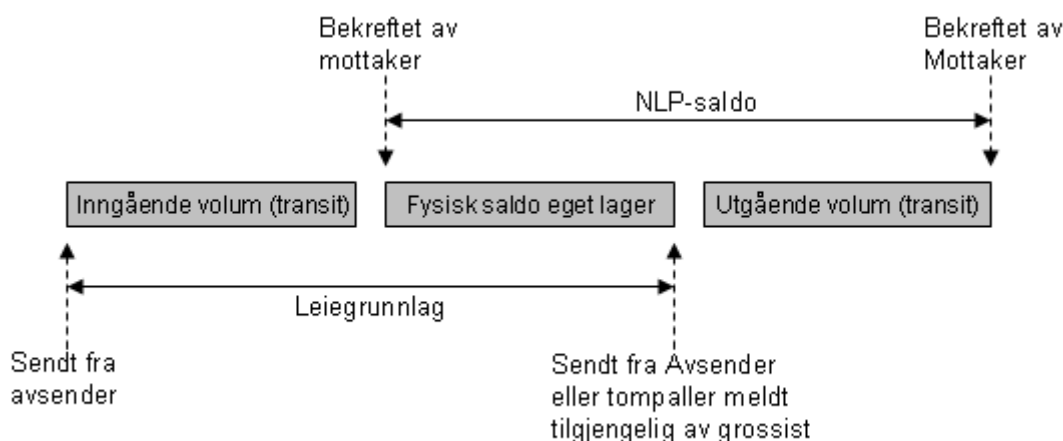 Bekreftet av
mottaker
Bekreftet av
Mottaker
NLP-saldo
Inngående volum (transit)
Fysisk saldo eget lager
Utgående volum (transit)
Leiegrunnlag
Sendt fra
avsender
Sendt fra Avsender
eller tompaller meldt
tilgjengelig av grossist